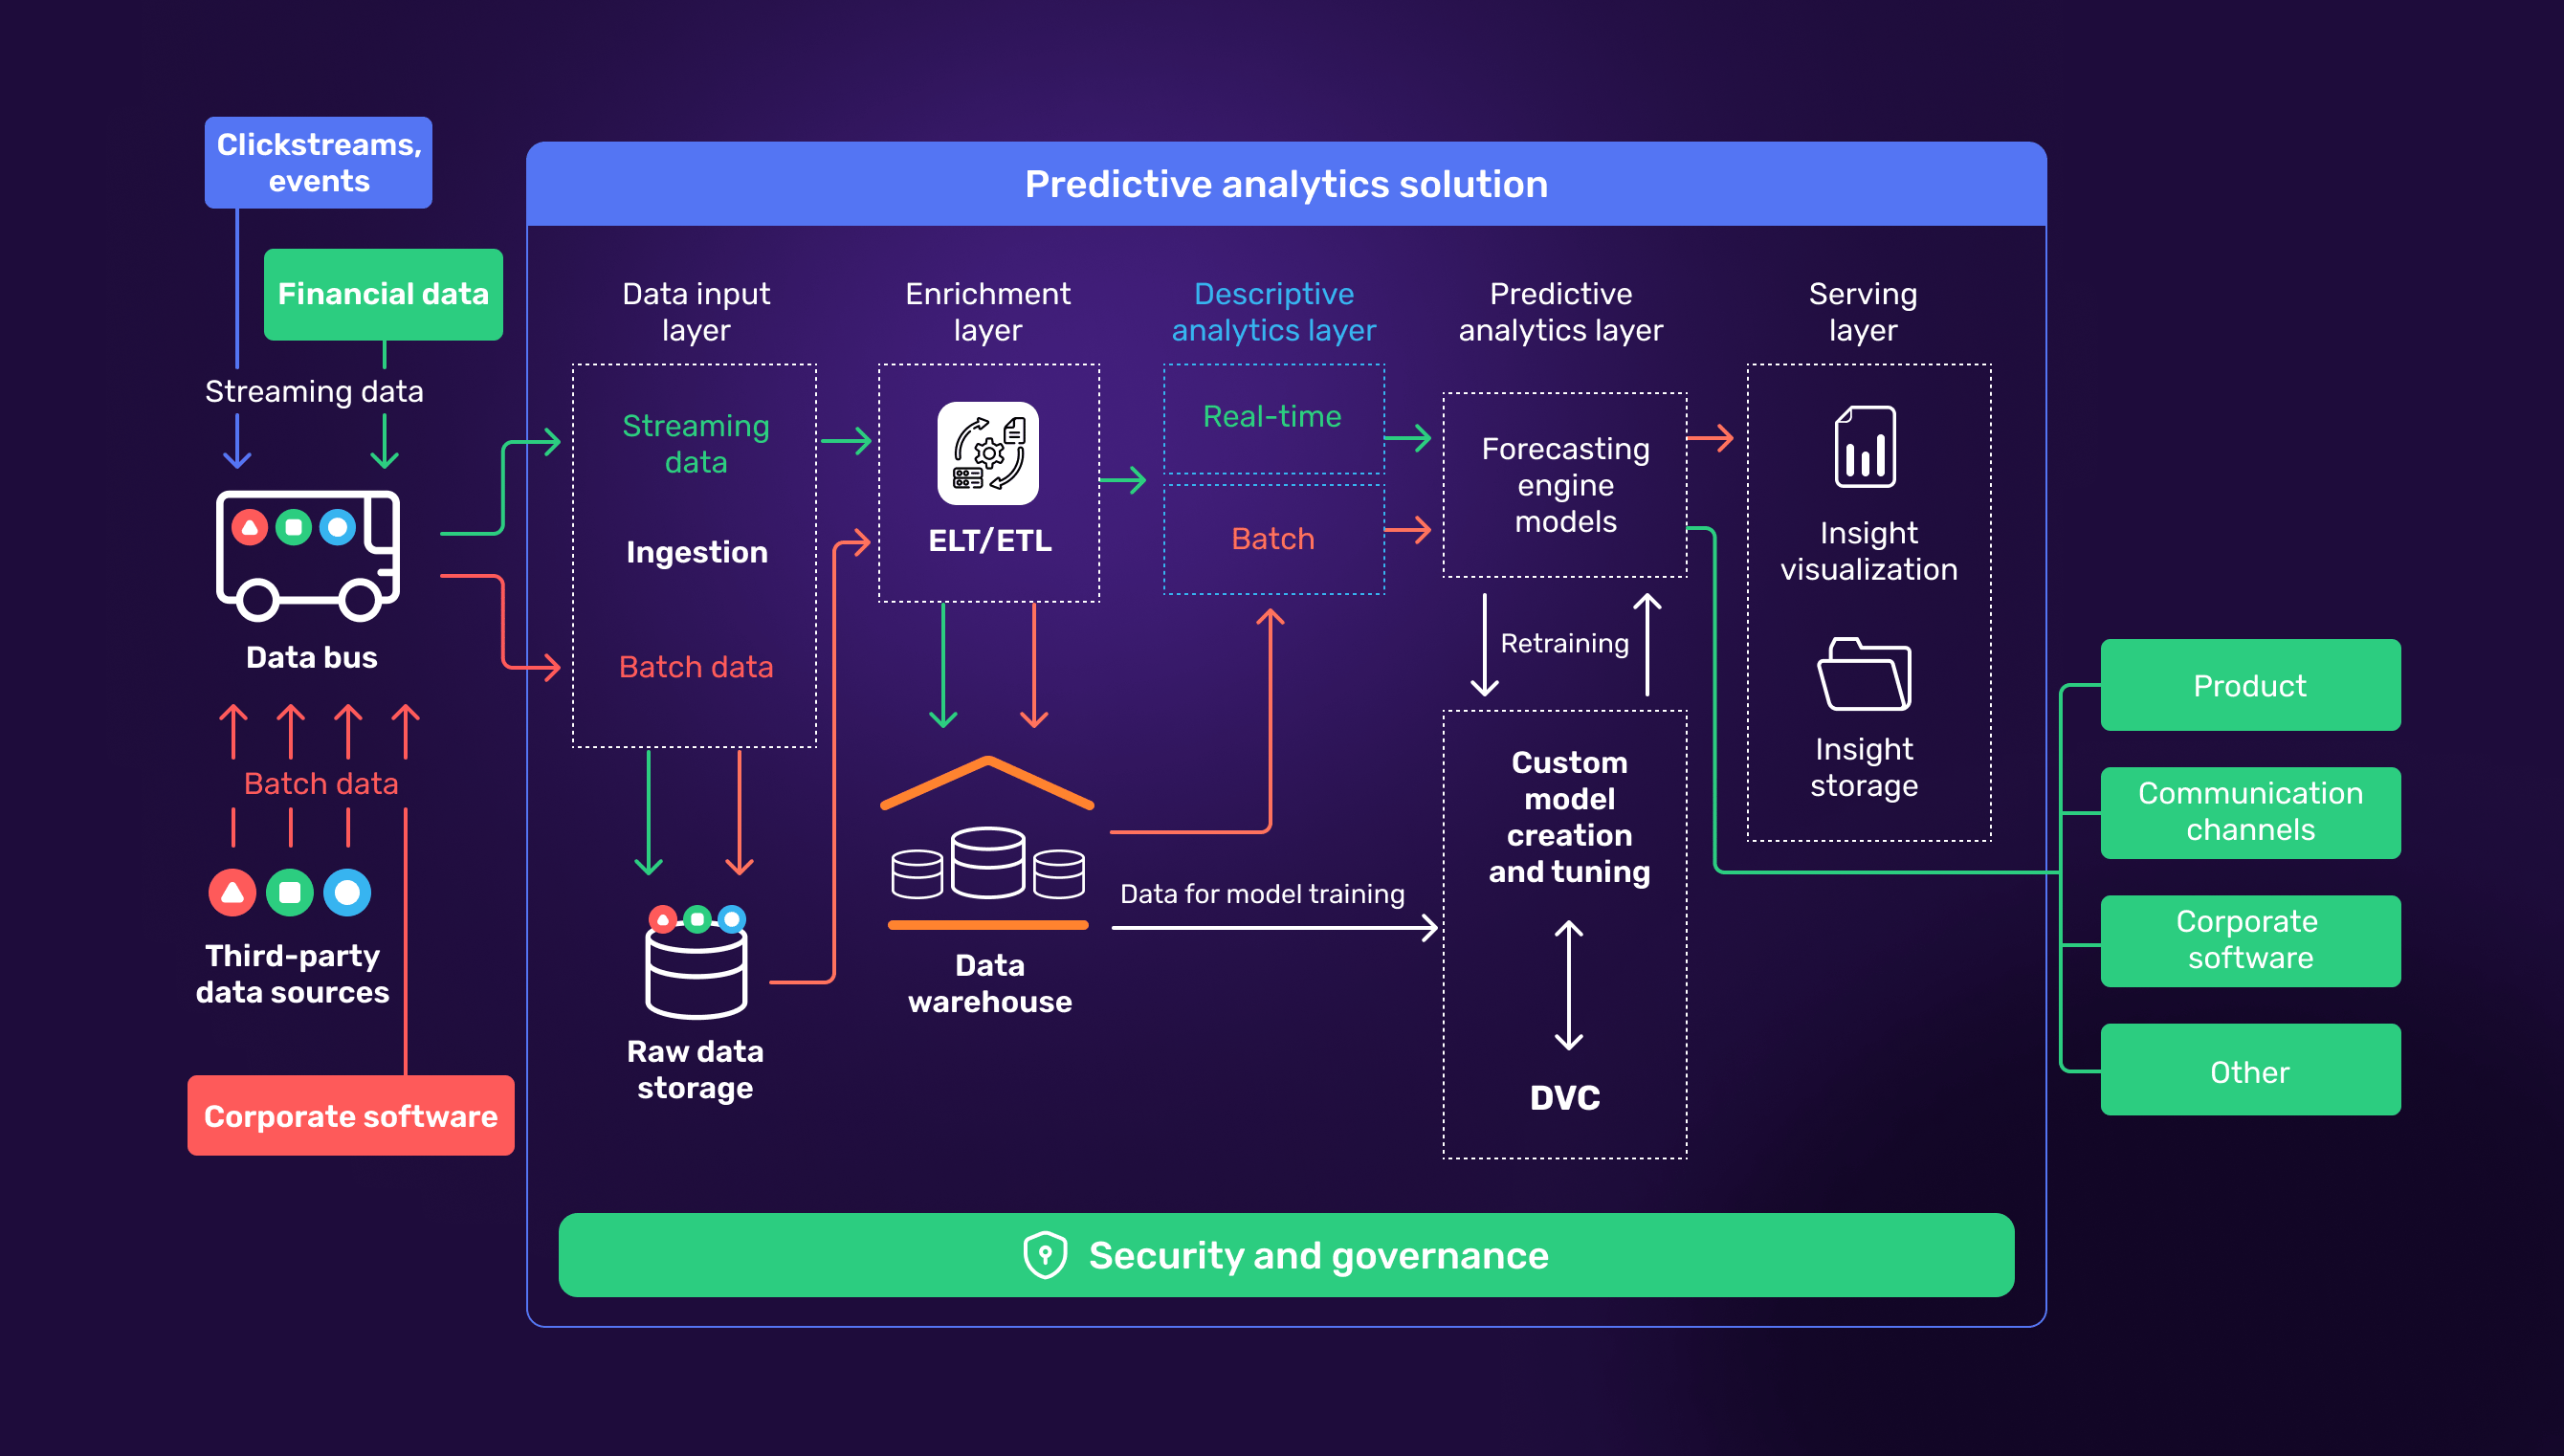 Clickstreams,
events
Financial data
Streaming data
Data bus
Batch data
Third-party
data sources
Corporate software
Predictive analytics solution
Data input
layer
Streaming
data
Ingestion
Batch data
Raw data
storage
Enrichment
layer
ELT/ETL
Data
warehouse
Descriptive
analytics layer
Real-time
Batch
Data for model training
Predictive
analytics layer
Forecasting
engine
models
Retraining
Custom
model
creation
and tuning
DVC
Serving
layer
Insight
visualization
Insight
storage
Security and governance
Product
Communication
channels
Corporate
software
Other